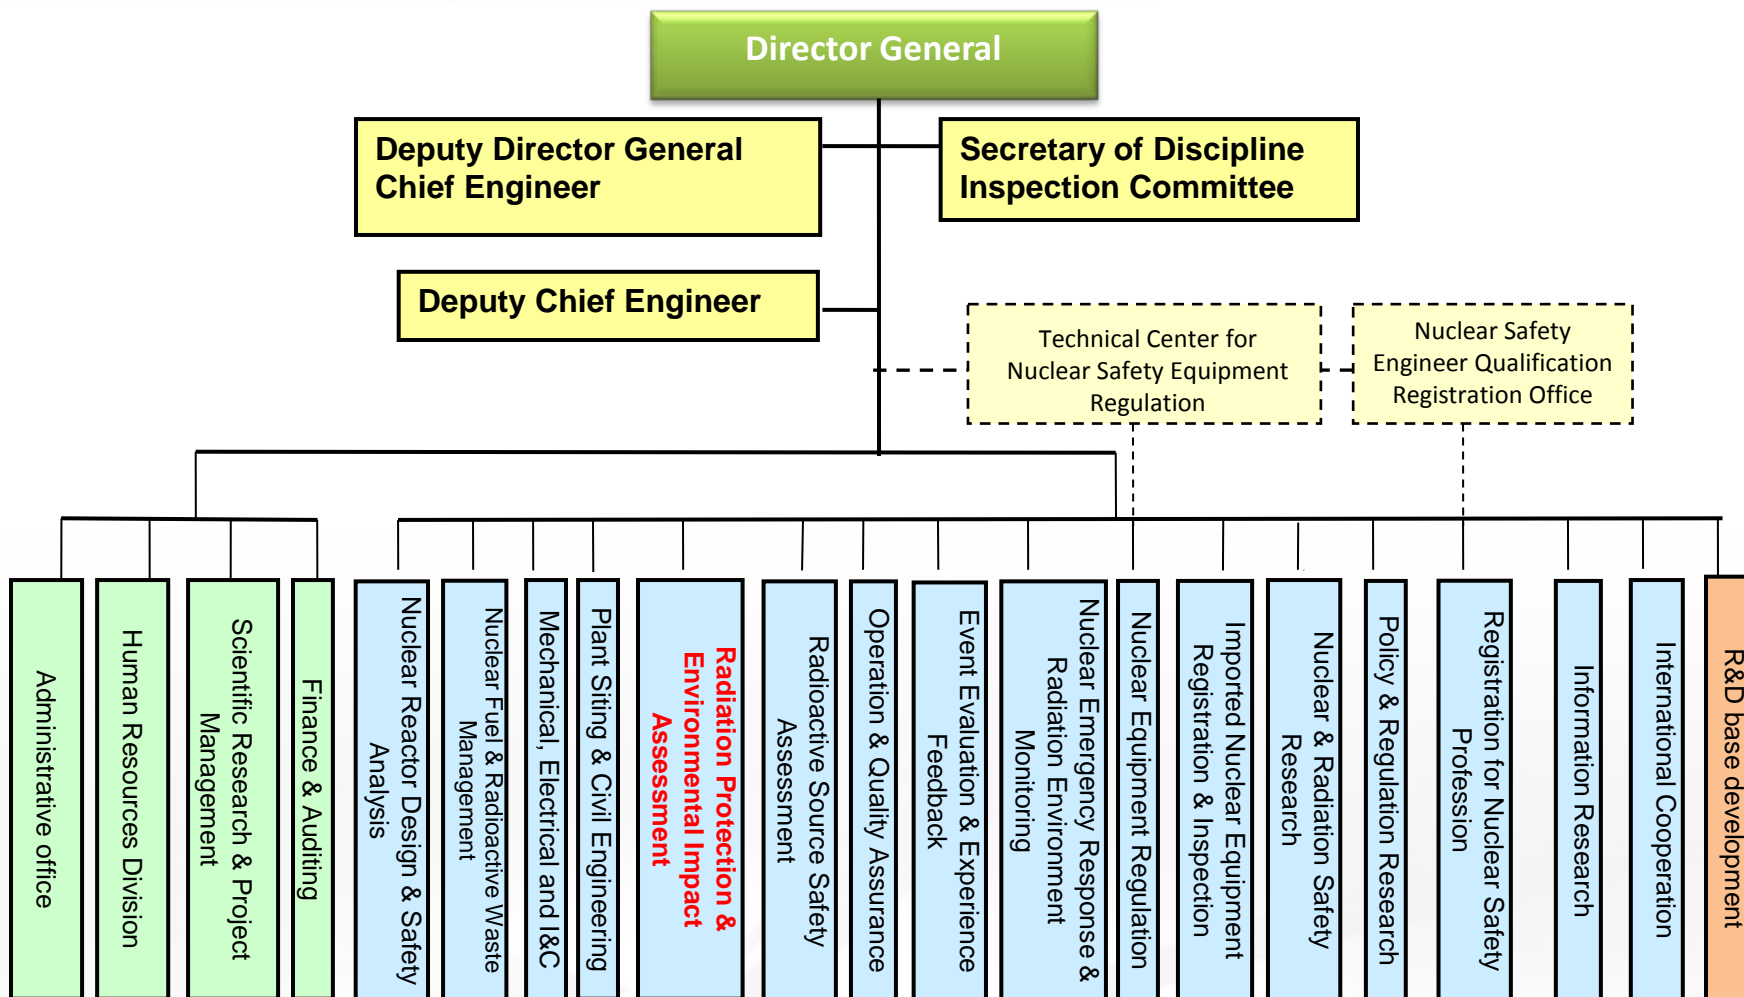 Director General
Deputy Director General
Chief Engineer
Secretary of Discipline
Inspection Committee
Deputy Chief Engineer
Technical Center for
Nuclear Safety Equipment
Regulation
Nuclear Safety
Engineer Qualification
Registration Office
Administrative office
Human Resources Division
Scientific Research & Project
Management
Finance & Auditing
Nuclear Reactor Design & Safety
Analysis
Nuclear Fuel & Radioactive Waste
Management
Mechanical, Electrical and I&C
Plant Siting & Civil Engineering
Radiation Protection &
Environmental Impact
Assessment
Radioactive Source Safety
Assessment
Operation & Quality Assurance
Event Evaluation & Experience
Feedback
Nuclear Emergency Response &
Radiation Environment
Monitoring
Nuclear Equipment Regulation
Imported Nuclear Equipment
Registration & Inspection
Nuclear & Radiation Safety
Research
Policy & Regulation Research
Registration for Nuclear Safety
Profession
Information Research
International Cooperation
R&D base development